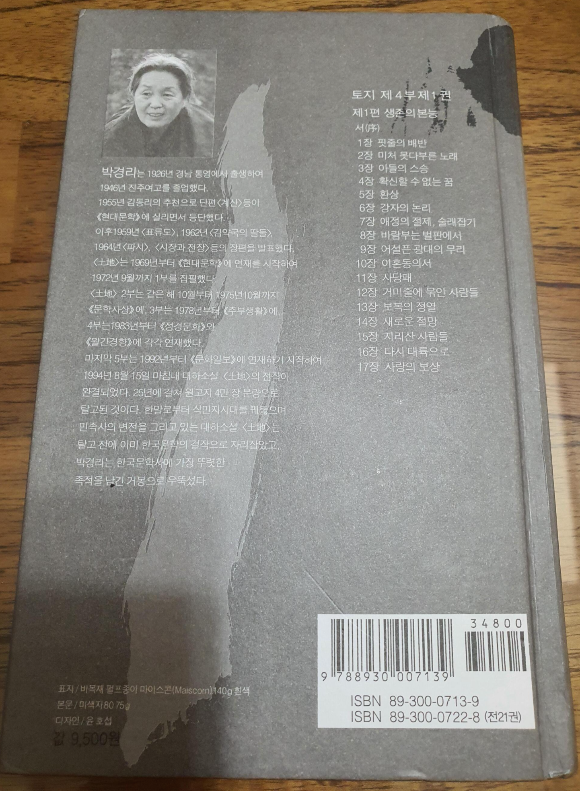 박경리는 1926년 경남 통영에서 출생하여
1946년 진주여고를 졸업했다.
1955년 김동리의 추천으로 단편〈계산〉등이
《현대문학》에 실리면서 등단했다.
이후1959년〈표류도〉, 1962년〈김약국의 딸들〉,
1964년〈파시〉,〈시장과 전장〉등의 장편을 발표했다.
〈土地〉는 1969년부터《현대문학》에 연재를 시작하여
1972년 9월까지 1부를 집필했다.
〈土地〉2부는 같은 해 10월부터 1975년10월까지
《문학사상》에, 3부는 1978년부터《주부생활》에,
4부는1983년부터《정경문화》와
《월간경향》에 각각 연재했다.
마지막 5부는 1992년부터《문화일보》에 연재하기 시작하여
1994년 8월 15일 마침내 대하소설〈土地〉의 전작이
완결되었다. 25년에 걸쳐 원고지 4만 장 분량으로
탈고된 것이다. 한말로부터 식민지시대를 꿰뚫으며
민족사의 변전을 그리고 있는 대하소설〈土地〉는
탈고 전에 이미 한국문학의 걸작으로 자리잡았고,
박경리는 한국문학사에 가장 뚜렷한
족적을 남긴 거봉으로 우뚝섰다.
토지 제4부제1권
제1편 생존의본능
서(序)
1장 핏줄의 배반
2장 미처 못다부른 노래
3장 아들의 스승
4장 확신할 수 없는 꿈
5장 환상
6장 강자의 논리
7장 애정의 절제, 술래잡기
8장 바람부는 벌판에서
9장 어설픈 광대의 무리
10장 야혼동의서
11장 사당패
12장 거미줄에 묶인 사람들
13장 보복의 정열
14장 새로운 절망
15장 지리산 사람들
16장 다시 대륙으로
17장 사랑의 보상
표지 / 바복재 펄프종이 마이스콘(Maiscorn)140g 흰색
본문 / 미색지80.75g
디자인 / 윤호섭
값 9,500원
34800
9 788930 007139
ISBN 89-300-0713-9
ISBN 89-300-0722-8 (전21권)